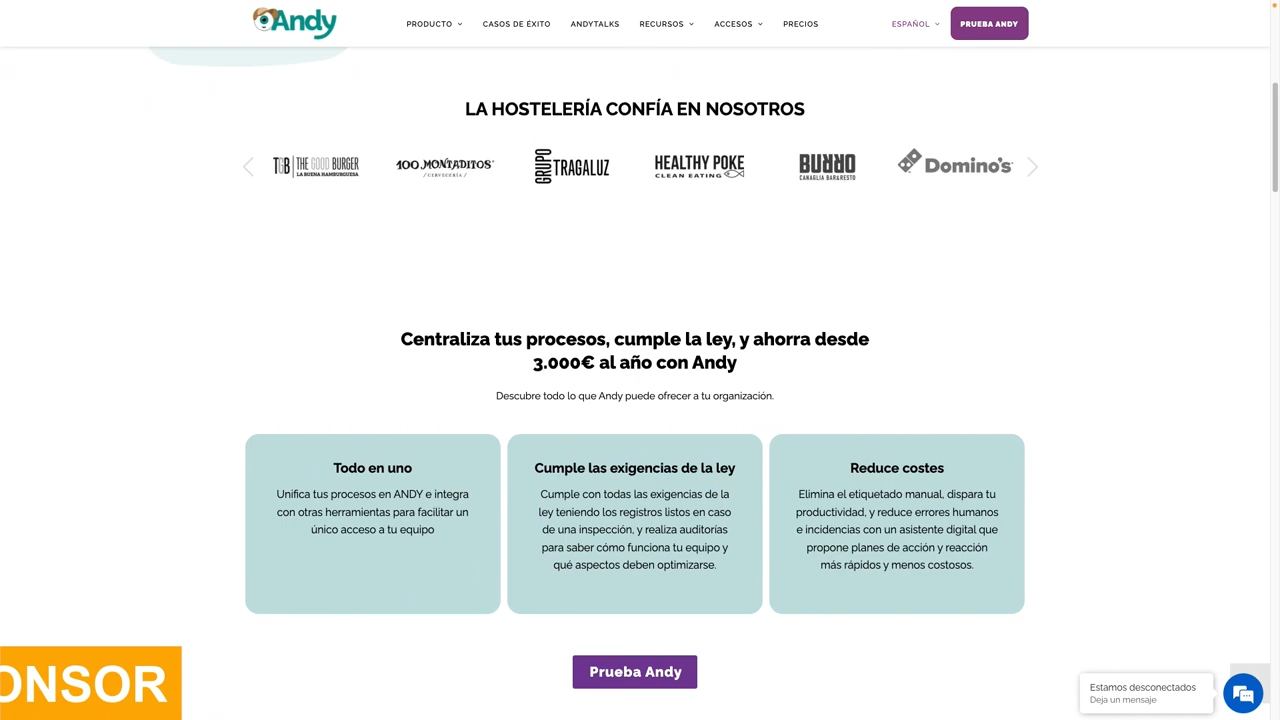 Andy
PRODUCTO
CASOS DE ÉXITO
ANDYTALKS
RECURSOS
ACCESOS
PRECIOS
ESPAÑOL
PRUEBA ANDY
LA HOSTELERÍA CONFÍA EN NOSOTROS
TGB THE GOOD BURGER
LA BUENA HAMBURGUESA
100 MONTADITOS
/ CERVECERÍA /
GRUPO TRAGALUZ
HEALTHY POKE
CLEAN EATING
BURRO
CANAGLIA BAR&RESTO
Domino's
Centraliza tus procesos, cumple la ley, y ahorra desde
3.000€ al año con Andy
Descubre todo lo que Andy puede ofrecer a tu organización.
Todo en uno
Unifica tus procesos en ANDY e integra
con otras herramientas para facilitar un
único acceso a tu equipo
Cumple las exigencias de la ley
Cumple con todas las exigencias de la
ley teniendo los registros listos en caso
de una inspección, y realiza auditorías
para saber cómo funciona tu equipo y
qué aspectos deben optimizarse.
Reduce costes
Elimina el etiquetado manual, dispara tu
productividad, y reduce errores humanos
e incidencias con un asistente digital que
propone planes de acción y reacción
más rápidos y menos costosos.
Prueba Andy
ONSOR
Estamos desconectados
Deja un mensaje